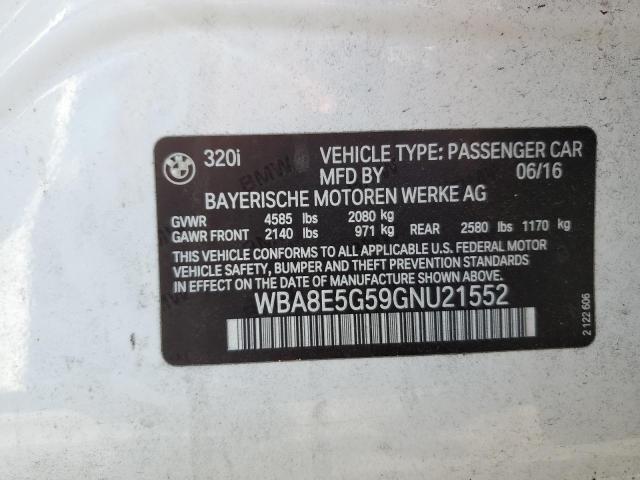 320i VEHICLE TYPE: PASSENGER CAR
MFD BY 06/16
BAYERISCHE MOTOREN WERKE AG
GVWR 4585 lbs 2080 kg
GAWR FRONT 2140 lbs 971 kg REAR 2580 lbs 1170 kg
THIS VEHICLE CONFORMS TO ALL APPLICABLE U.S. FEDERAL MOTOR
VEHICLE SAFETY, BUMPER AND THEFT PREVENTION STANDARDS
IN EFFECT ON THE DATE OF MANUFACTURE SHOWN ABOVE.
WBA8E5G59GNU21552
2 122 606